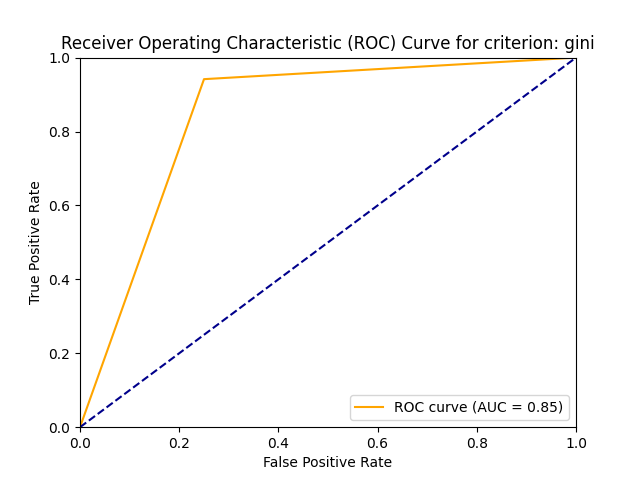 Receiver Operating Characteristic (ROC) Curve for criterion: gini
1.0
0.8
0.6
0.4
0.2
0.0
True Positive Rate
ROC curve (AUC = 0.85)
0.0 0.2 0.4 0.6 0.8 1.0
False Positive Rate